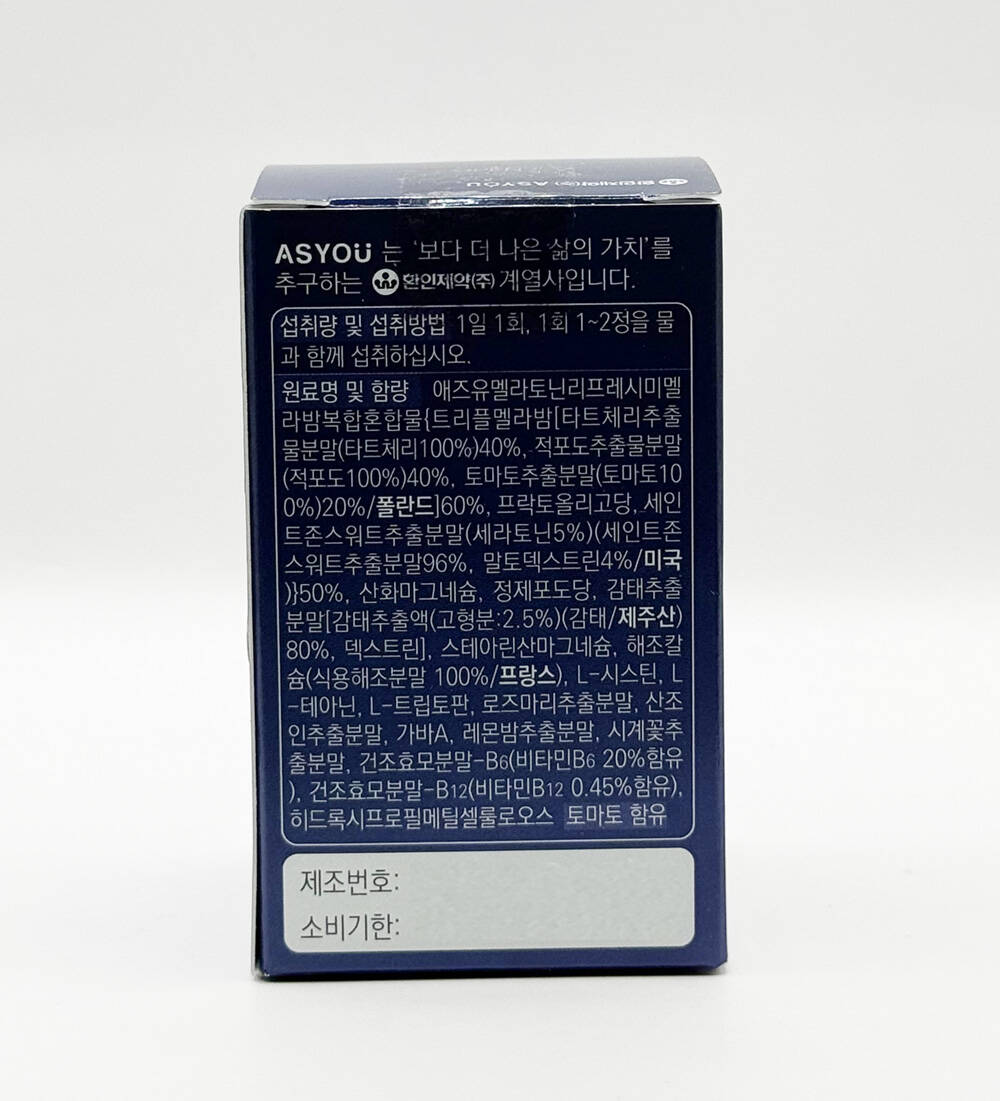 환인제약(주) ASYOU
ASYOU 는 '보다 더 나은 삶의 가치'를
추구하는 환인제약(주) 계열사입니다.
섭취량 및 섭취방법 1일 1회, 1회 1~2정을 물
과 함께 섭취하십시오.
원료명 및 함량 애즈유멜라토닌리프레시미멜
라밤복합혼합물{트리플멜라밤[타트체리추출
물분말(타트체리100%)40%, 적포도추출물분말
(적포도100%)40%, 토마토추출분말(토마토10
0%)20%/폴란드]60%, 프락토올리고당, 세인
트존스워트추출분말(세라토닌5%)(세인트존
스워트추출분말96%, 말토덱스트린4%/미국
)}50%, 산화마그네슘, 정제포도당, 감태추출
분말[감태추출액(고형분:2.5%)(감태/제주산)
80%, 덱스트린], 스테아린산마그네슘, 해조칼
슘(식용해조분말 100%/프랑스), L-시스틴, L
-테아닌, L-트립토판, 로즈마리추출분말, 산조
인추출분말, 가바A, 레몬밤추출분말, 시계꽃추
출분말, 건조효모분말-B6(비타민B6 20%함유
), 건조효모분말-B12(비타민B12 0.45%함유),
히드록시프로필메틸셀룰로오스 토마토 함유
제조번호:
소비기한: